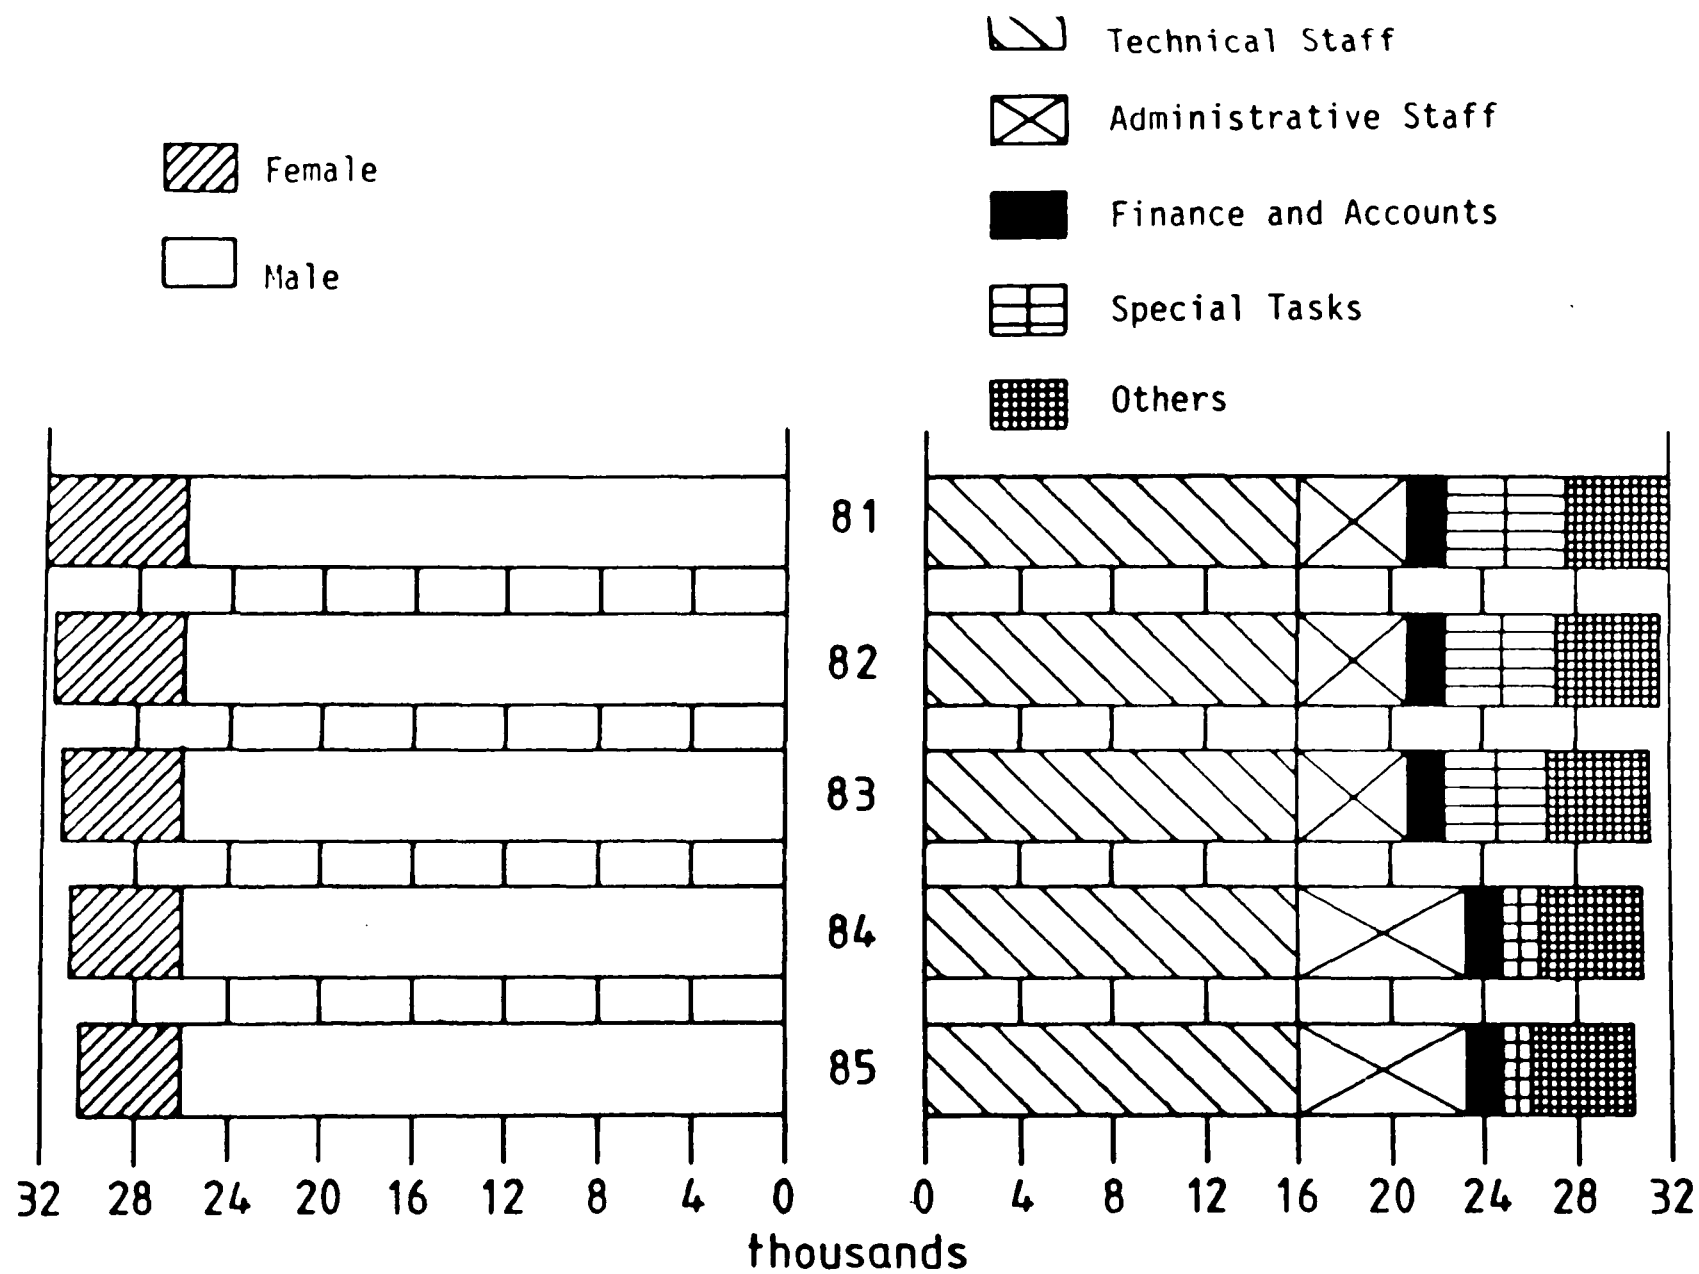 Technical Staff
Administrative Staff
Finance and Accounts
Special Tasks
Others
Female
Male
81
82
83
84
85
32 28 24 20 16 12 8 4 0
0 4 8 12 16 20 24 28 32
thousands